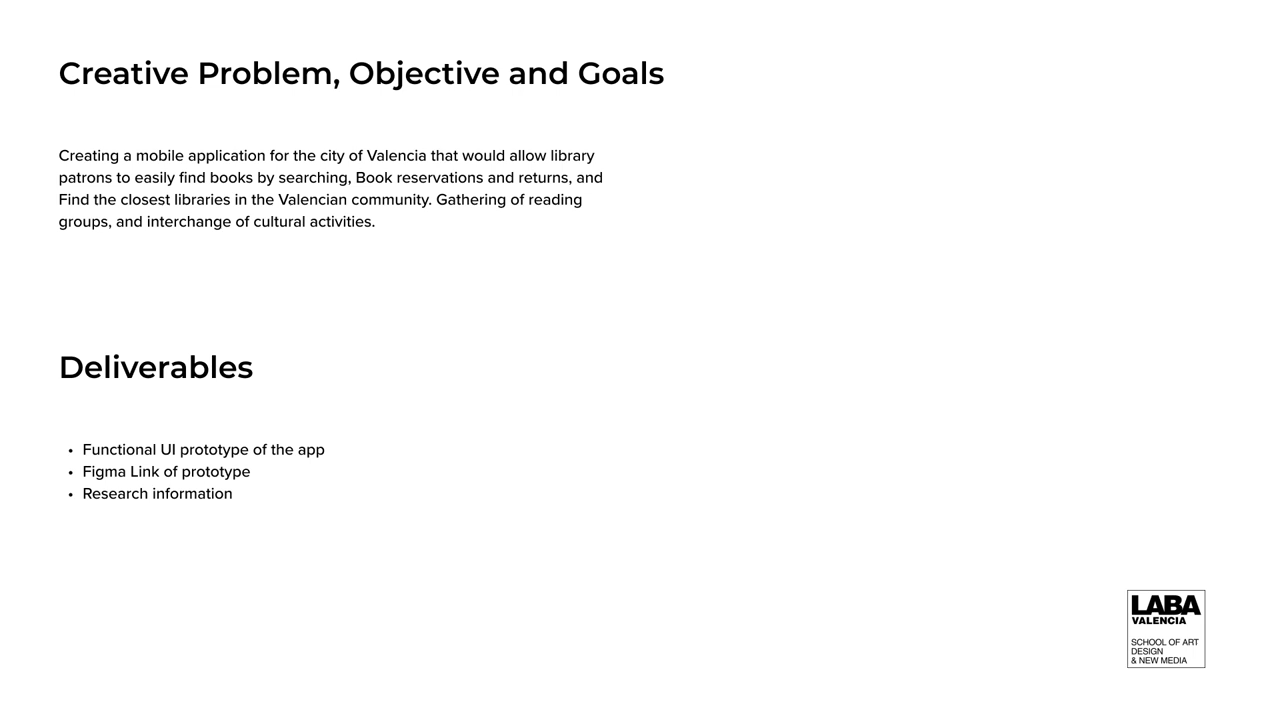 Creative Problem, Objective and Goals
Creating a mobile application for the city of Valencia that would allow library
patrons to easily find books by searching, Book reservations and returns, and
Find the closest libraries in the Valencian community. Gathering of reading
groups, and interchange of cultural activities.
Deliverables
• Functional UI prototype of the app
• Figma Link of prototype
• Research information
LABA
VALENCIA
SCHOOL OF ART
DESIGN
& NEW MEDIA